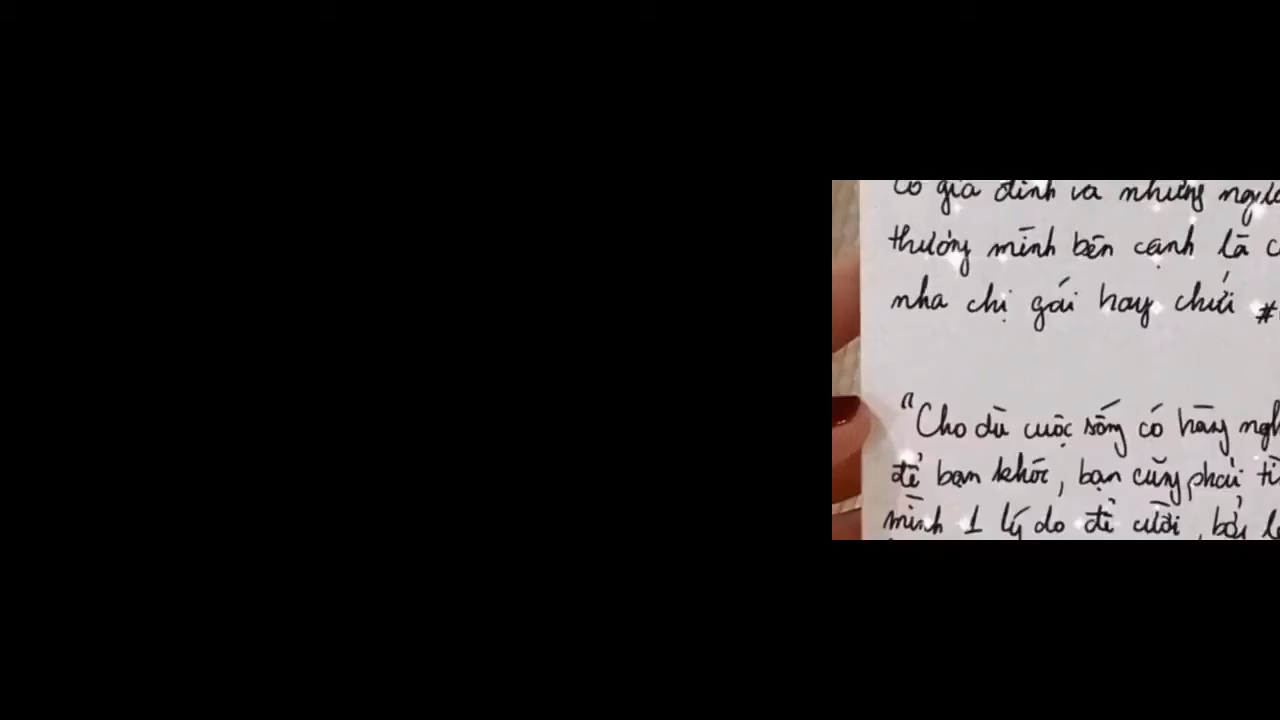 có gia đình và những
thương mình bên cạnh là
nha chị gái hay chửi #
"Cho dù cuộc sống có hàng
để bạn khóc, bạn cũng phải
mình 1 lý do để cười, bởi